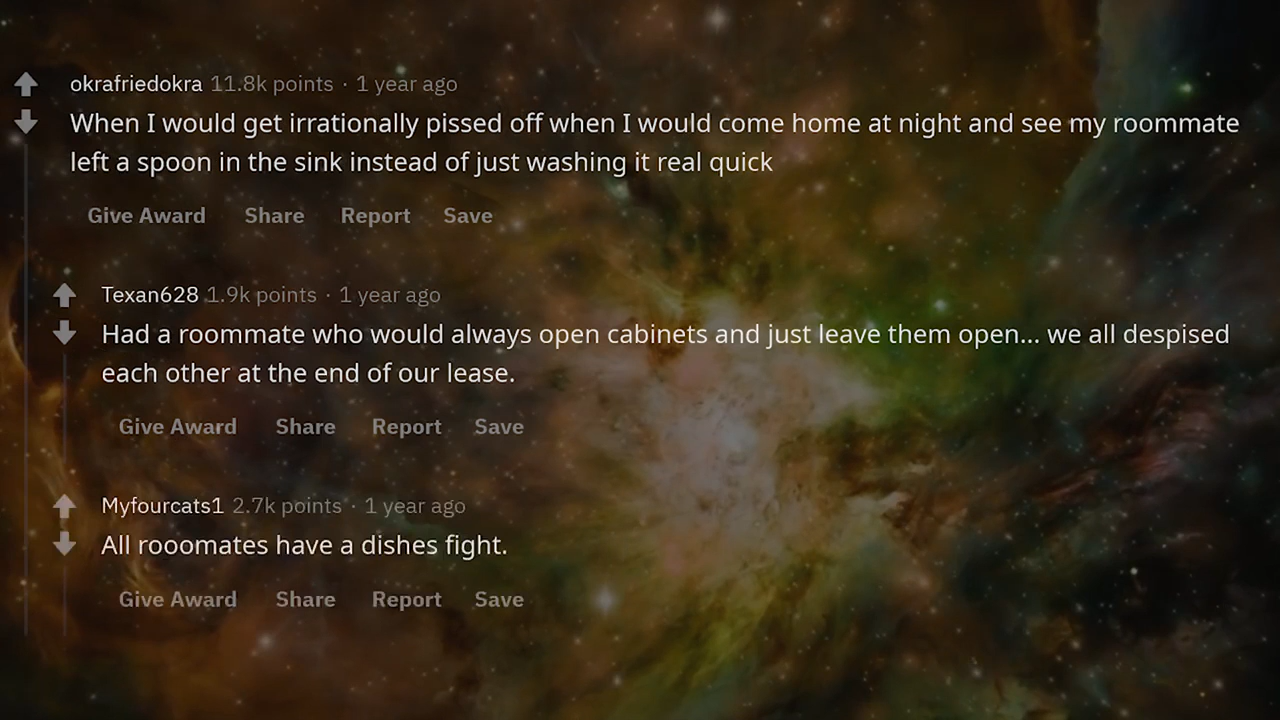 okrafriedokra 11.8k points · 1 year ago
When I would get irrationally pissed off when I would come home at night and see my roommate
left a spoon in the sink instead of just washing it real quick
Give Award Share Report Save
Texan628 1.9k points · 1 year ago
Had a roommate who would always open cabinets and just leave them open... we all despised
each other at the end of our lease.
Give Award Share Report Save
Myfourcats1 2.7k points · 1 year ago
All rooomates have a dishes fight.
Give Award Share Report Save